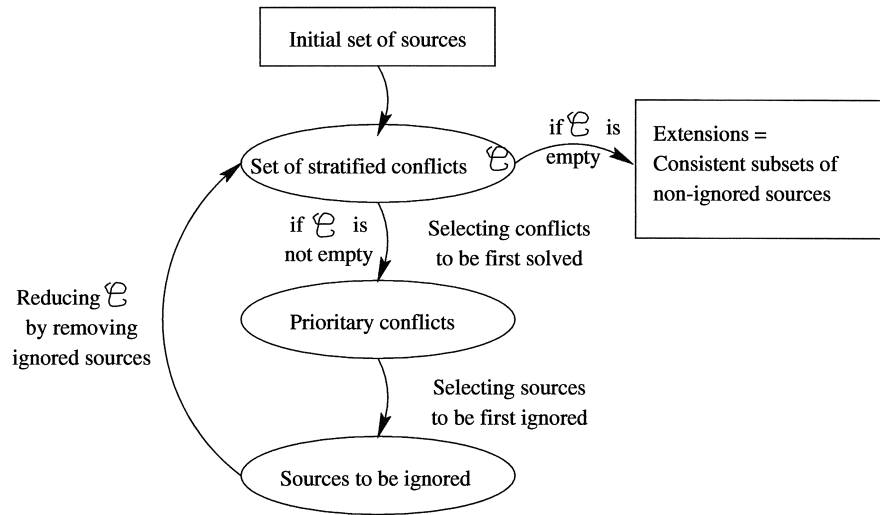 Initial set of sources
Set of stratified conflicts 𝒞
if 𝒞 is
empty
Extensions =
Consistent subsets of
non-ignored sources
if 𝒞 is
not empty
Selecting conflicts
to be first solved
Reducing 𝒞
by removing
ignored sources
Prioritary conflicts
Selecting sources
to be first ignored
Sources to be ignored